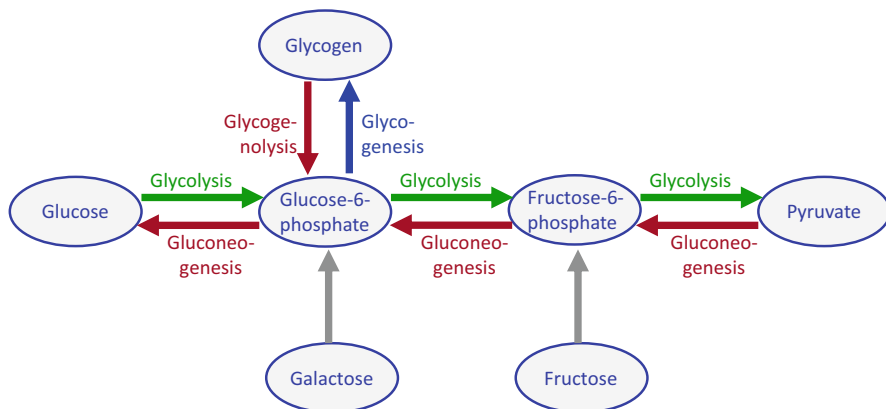 Glycogen
Glycoge-
nolysis
Glyco-
genesis
Glycolysis
Glycolysis
Glycolysis
Glucose
Glucose-6-
phosphate
Fructose-6-
phosphate
Pyruvate
Gluconeo-
genesis
Gluconeo-
genesis
Gluconeo-
genesis
Galactose
Fructose